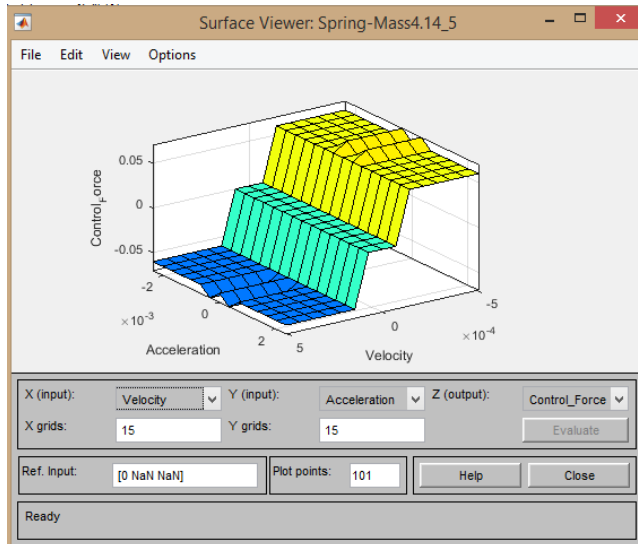 Surface Viewer: Spring-Mass4.14_5
File Edit View Options
0.05
0
-0.05
Control_Force
-2
0
2
×10⁻³
Acceleration
5
0
-5
×10⁻⁴
Velocity
X (input): Velocity Y (input): Acceleration Z (output): Control_Force
X grids: 15 Y grids: 15 Evaluate
Ref. Input: [0 NaN NaN] Plot points: 101 Help Close
Ready